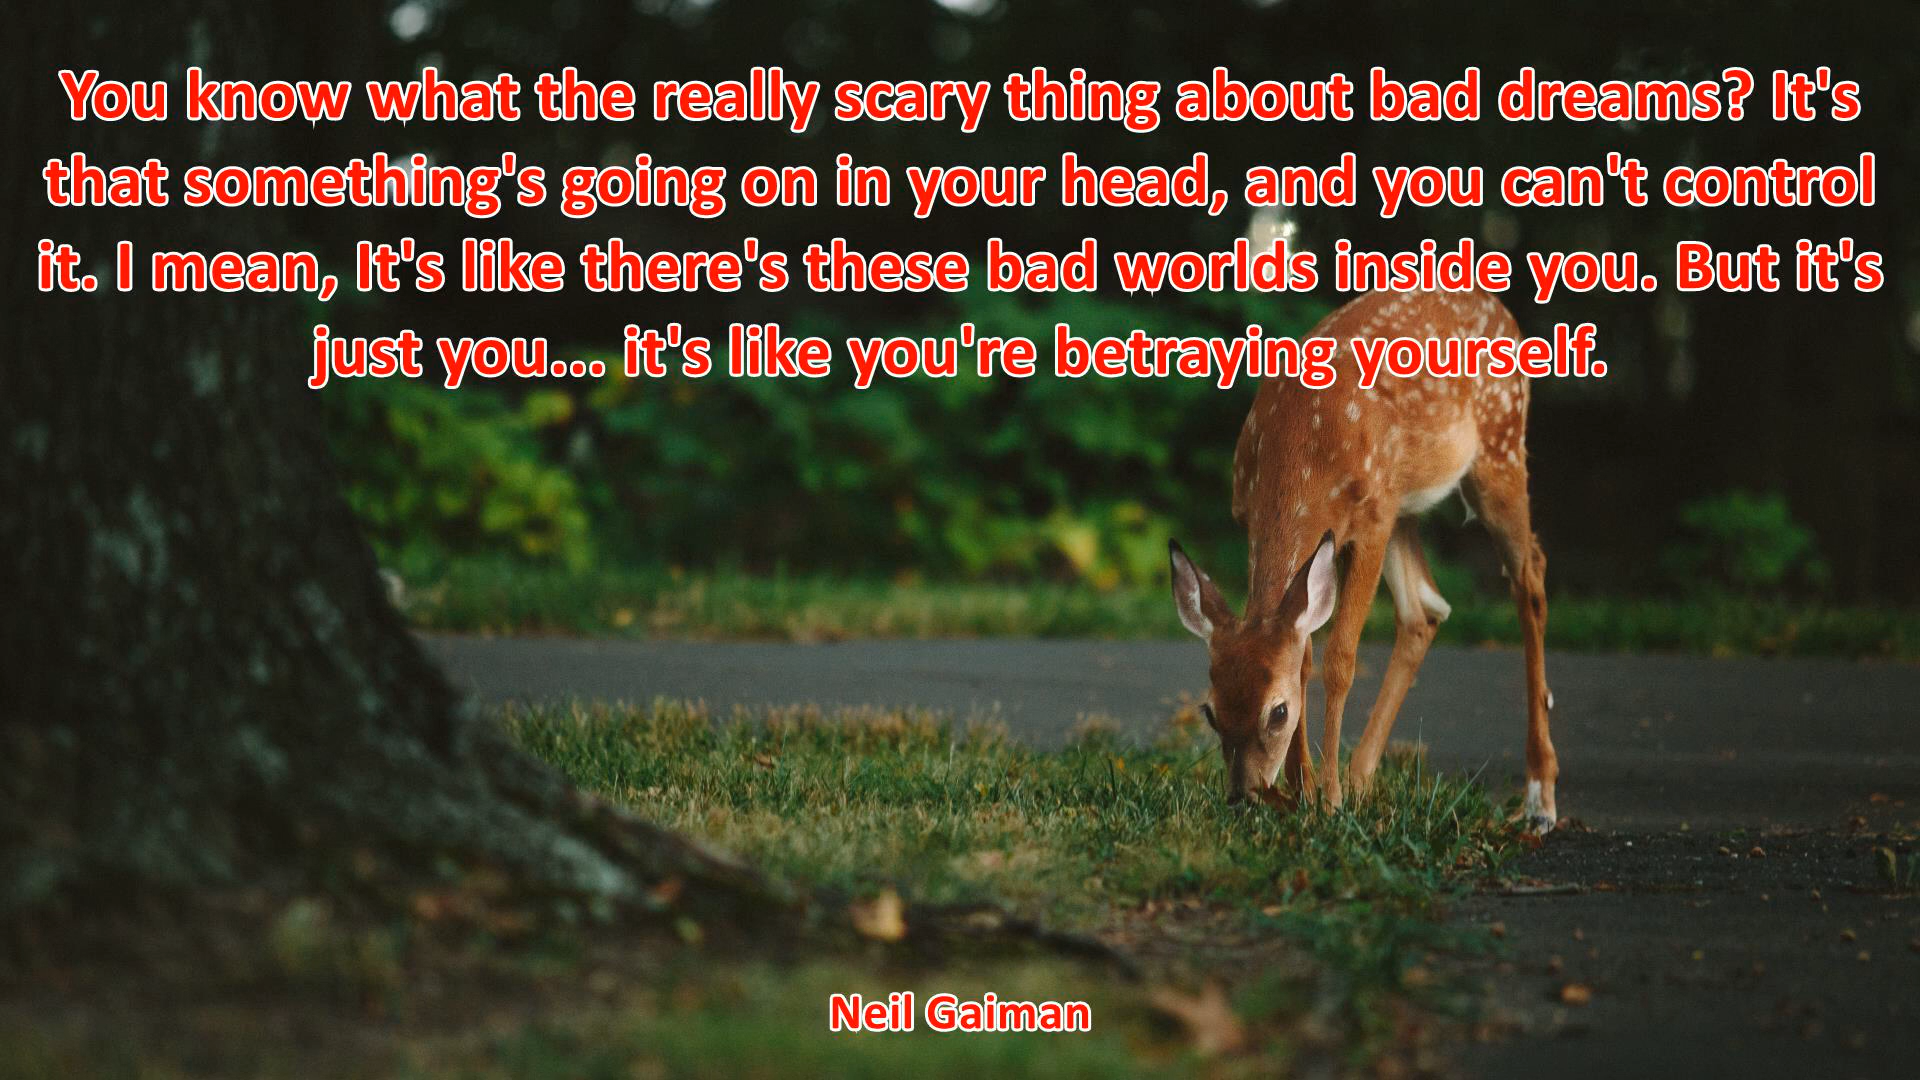 You know what the really scary thing about bad dreams? It's
that something's going on in your head, and you can't control
it. I mean, It's like there's these bad worlds inside you. But it's
just you... it's like you're betraying yourself.
Neil Gaiman